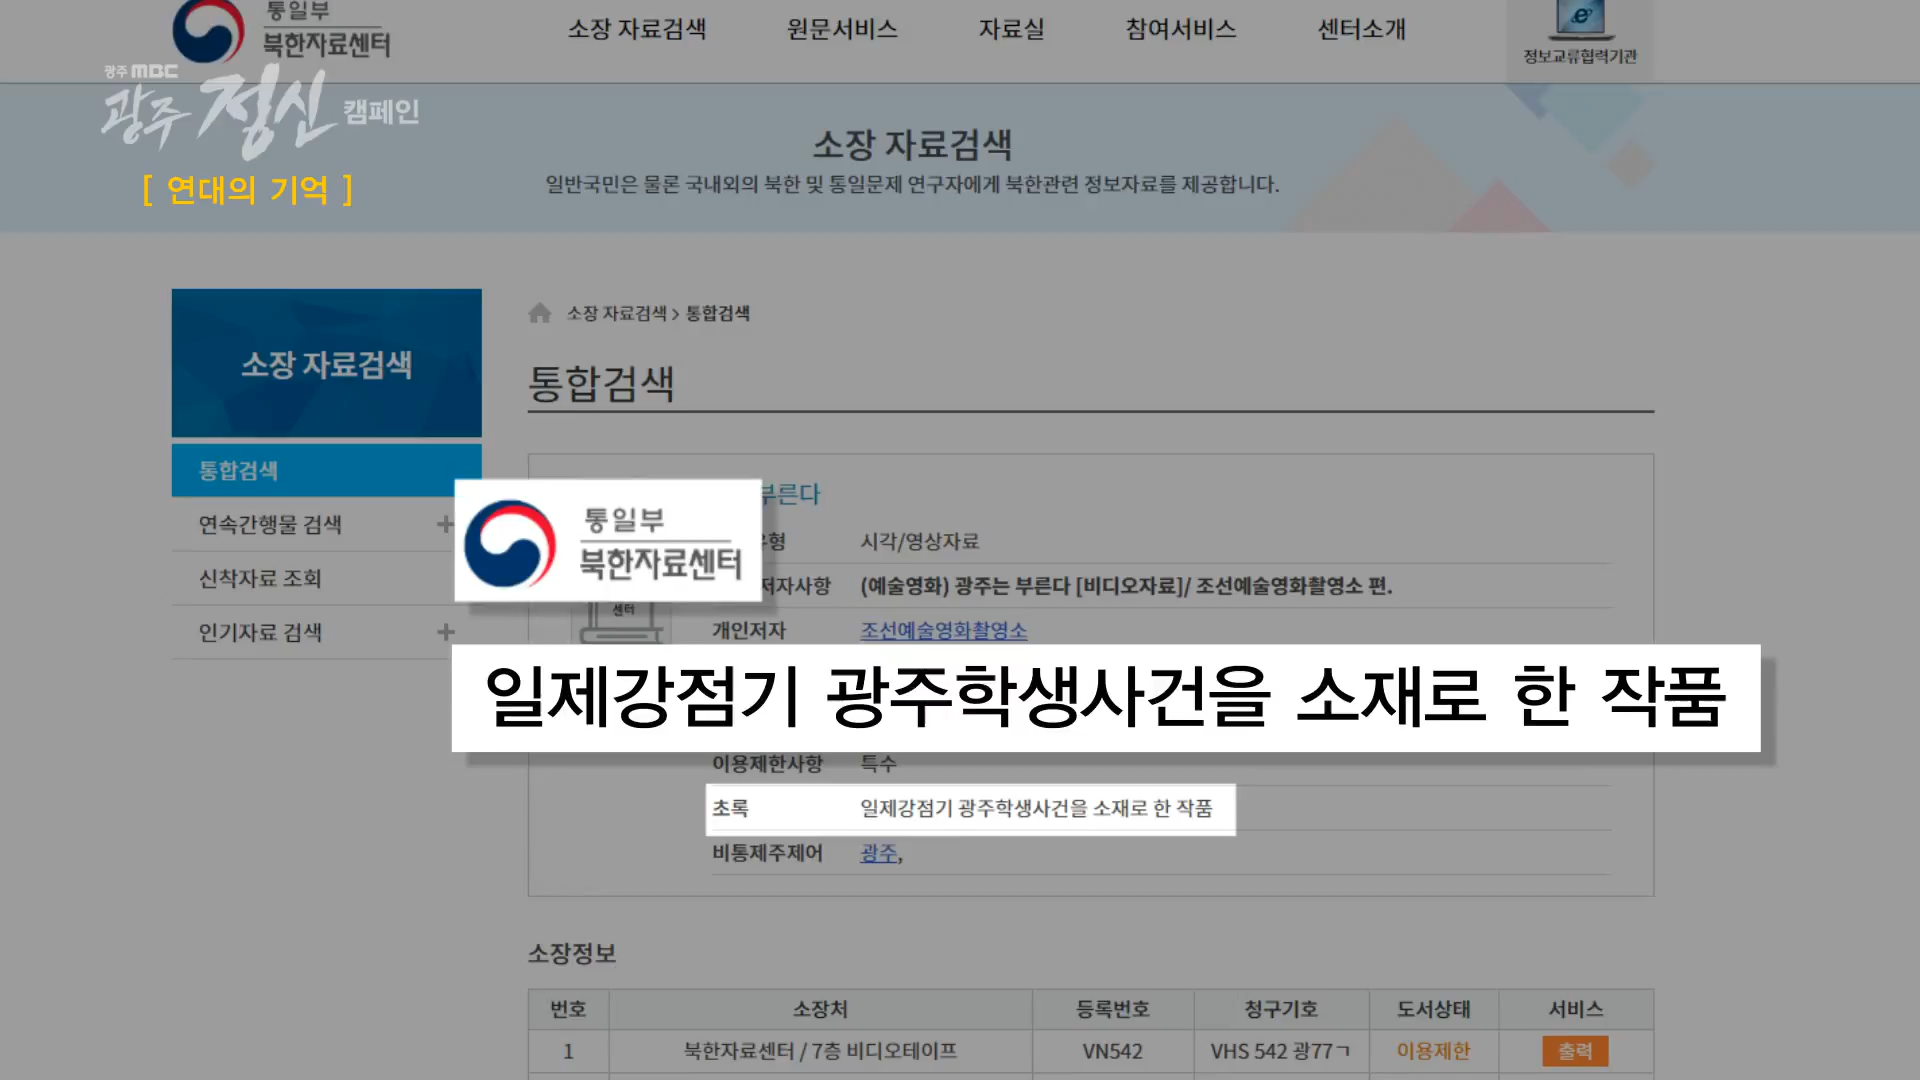 통일부
북한자료센터
소장 자료검색
원문서비스
자료실
참여서비스
센터소개
정보교류협력기관
광주MBC
광주 정신 캠페인
[ 연대의 기억 ]
소장 자료검색
일반국민은 물론 국내외의 북한 및 통일문제 연구자에게 북한관련 정보자료를 제공합니다.
소장 자료검색
통합검색
연속간행물 검색 +
신착자료 조회
인기자료 검색 +
소장 자료검색 > 통합검색
통합검색
부른다
통일부
북한자료센터
유형 시각/영상자료
저자사항 (예술영화) 광주는 부른다 [비디오자료]/ 조선예술영화촬영소 편.
센터
개인저자 조선예술영화촬영소
일제강점기 광주학생사건을 소재로 한 작품
이용제한사항 특수
초록 일제강점기 광주학생사건을 소재로 한 작품
비통제주제어 광주,
소장정보
번호 소장처 등록번호 청구기호 도서상태 서비스
1 북한자료센터 / 7층 비디오테이프 VN542 VHS 542 광77ㄱ 이용제한 출력